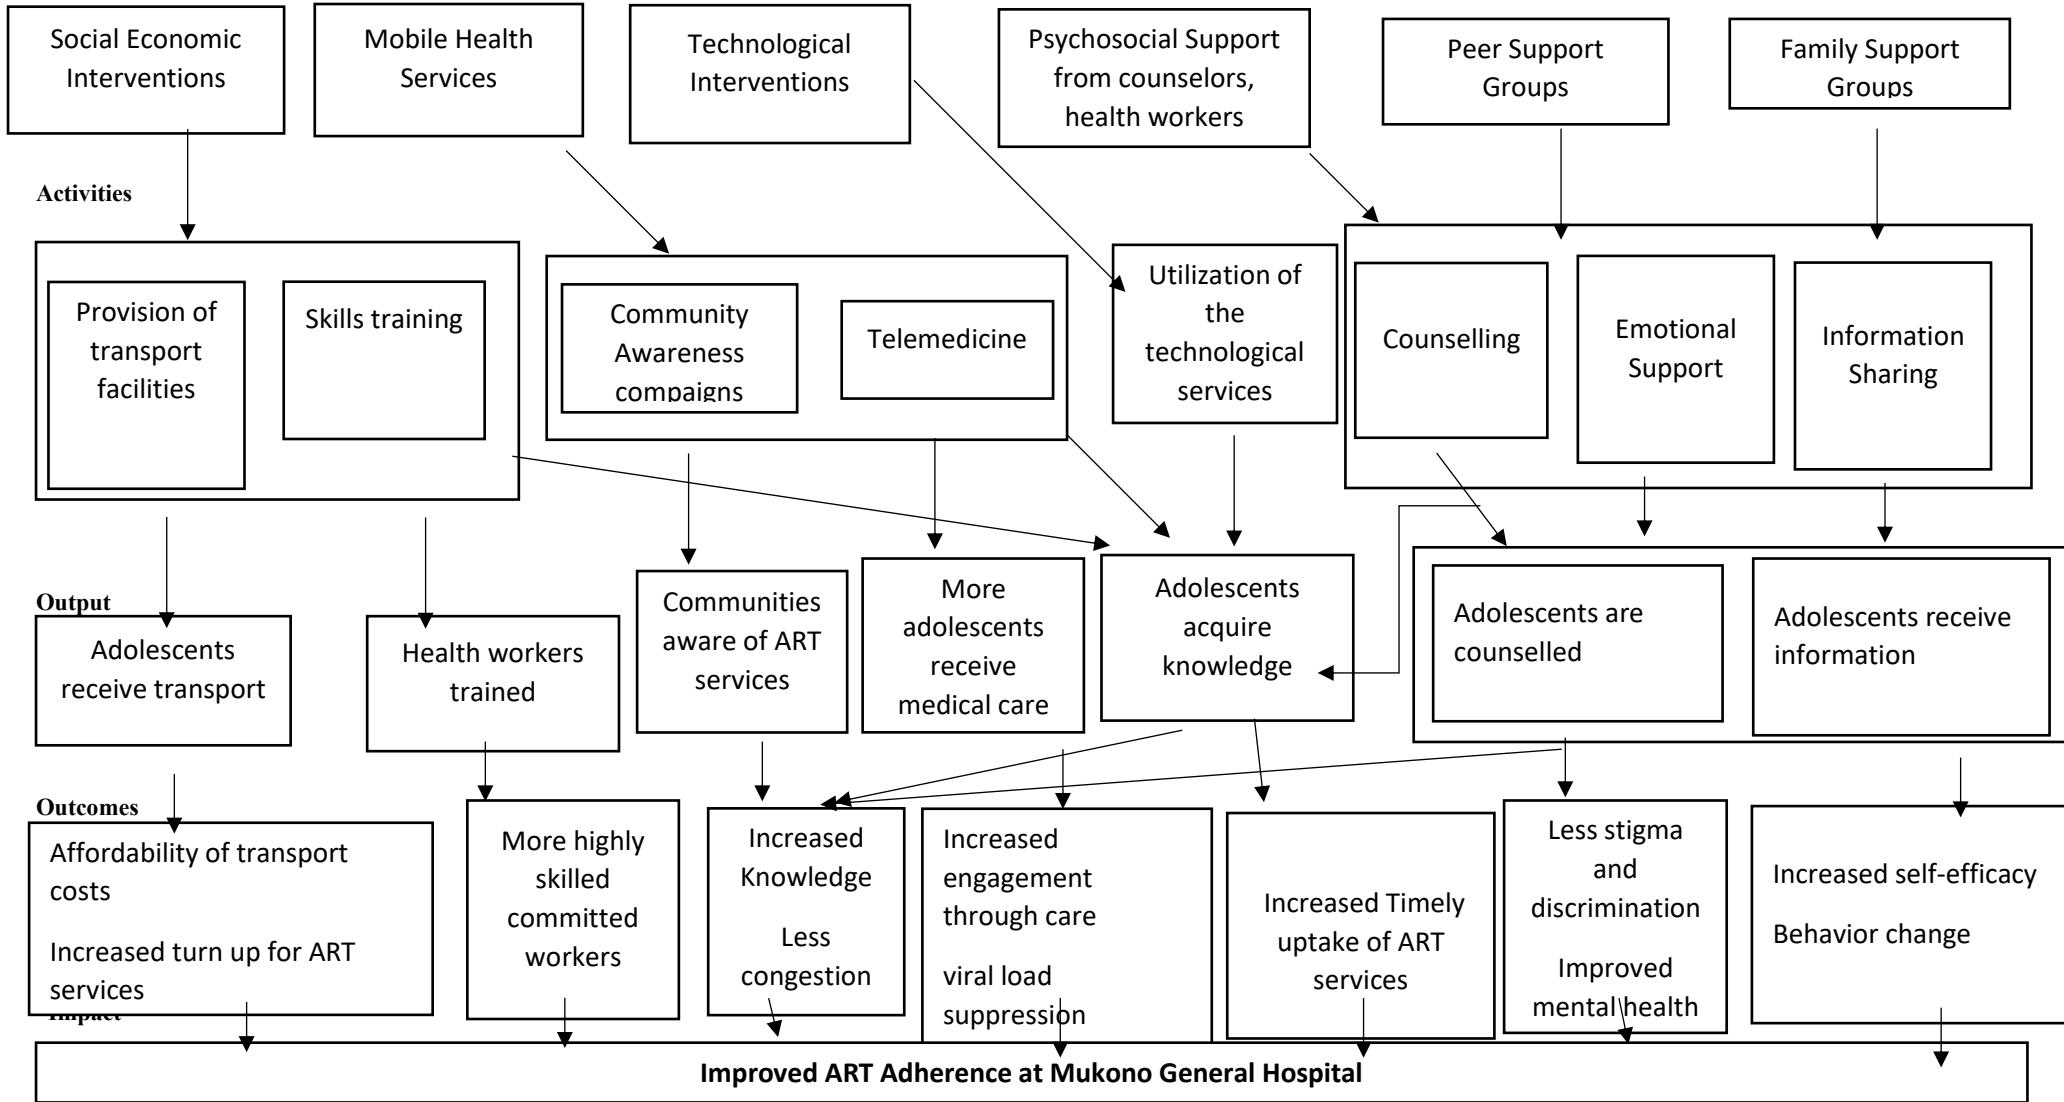 Social Economic
Interventions
Mobile Health
Services
Technological
Interventions
Psychosocial Support
from counselors,
health workers
Peer Support
Groups
Family Support
Groups
Activities
Provision of
transport
facilities
Skills training
Community
Awareness
compaigns
Telemedicine
Utilization of
the
technological
services
Counselling
Emotional
Support
Information
Sharing
Output
Adolescents
receive transport
Health workers
trained
Communities
aware of ART
services
More
adolescents
receive
medical care
Adolescents
acquire
knowledge
Adolescents are
counselled
Adolescents receive
information
Outcomes
Affordability of transport
costs
Increased turn up for ART
services
More highly
skilled
committed
workers
Increased
Knowledge
Less
congestion
Increased
engagement
through care
viral load
suppression
Increased Timely
uptake of ART
services
Less stigma
and
discrimination
Improved
mental health
Increased self-efficacy
Behavior change
Impact
Improved ART Adherence at Mukono General Hospital